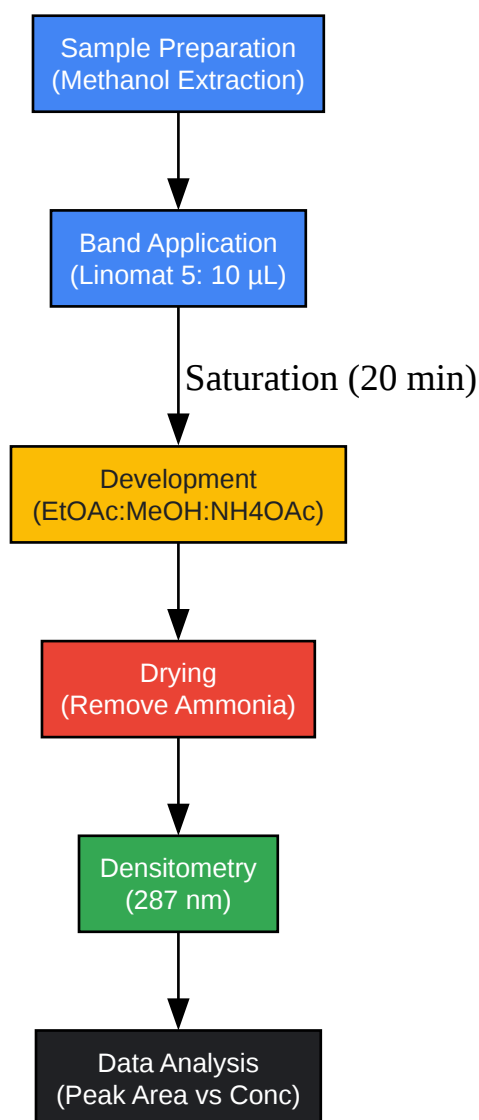 Sample Preparation
(Methanol Extraction)
Band Application
(Linomat 5: 10 µL)
Saturation (20 min)
Development
(EtOAc:MeOH:NH4OAc)
Drying
(Remove Ammonia)
Densitometry
(287 nm)
Data Analysis
(Peak Area vs Conc)